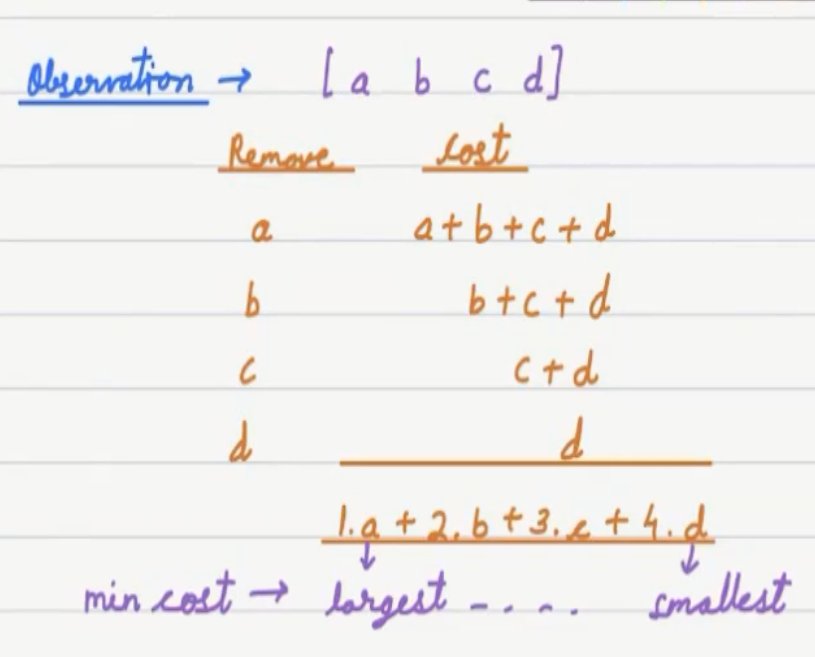 Observation → [a b c d]
Remove Cost
a a+b+c+d
b b+c+d
c c+d
d d
1.a + 2.b + 3.c + 4.d
min cost → largest - . - . smallest